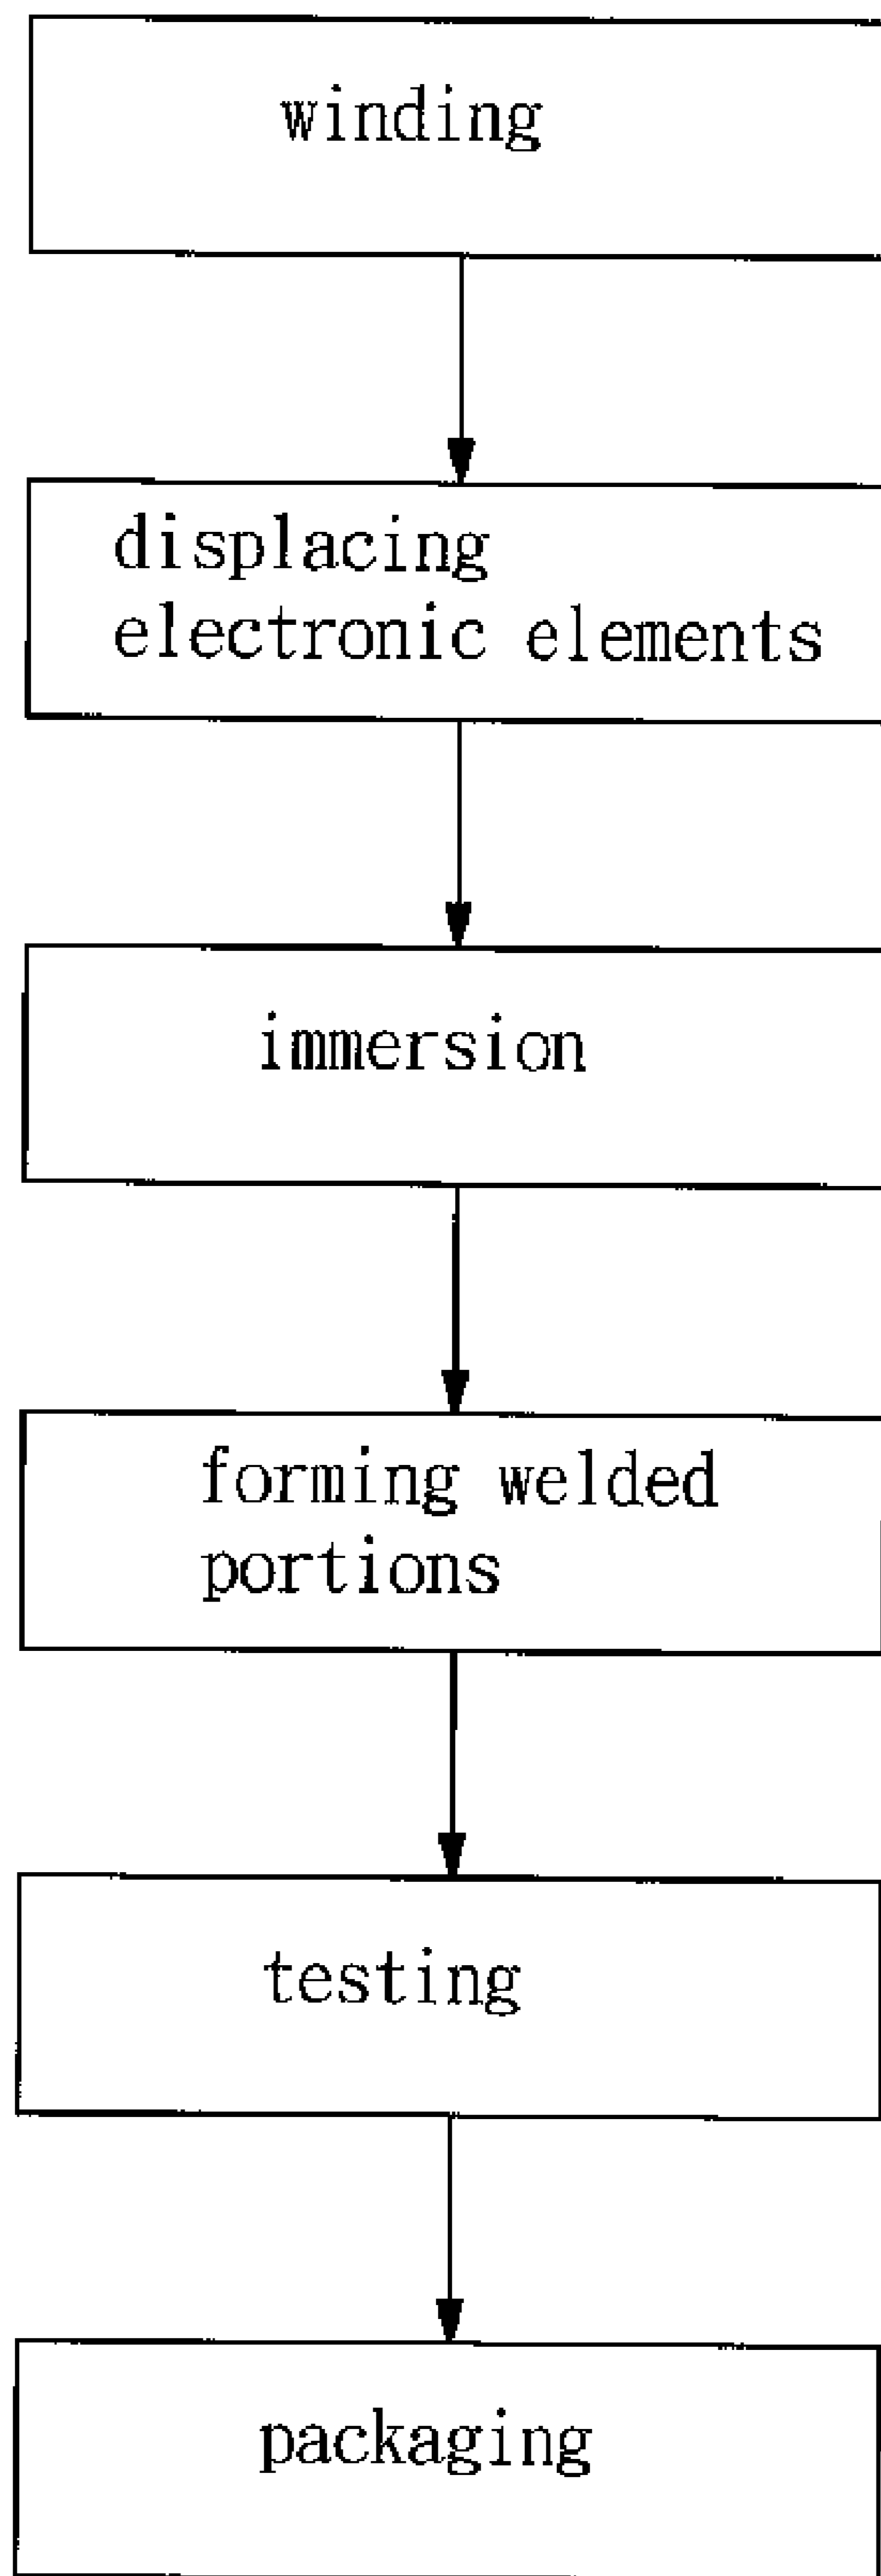 winding
displacing
electronic elements
immersion
forming welded
portions
testing
packaging